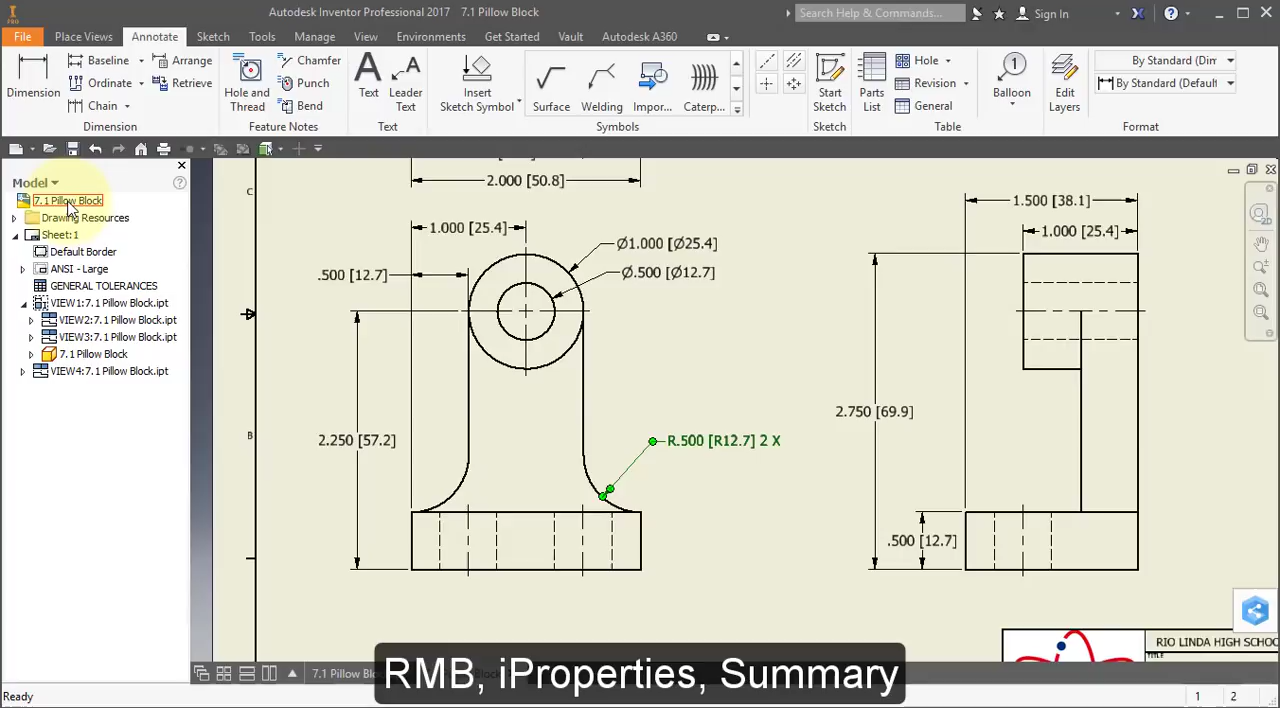 PRO
Autodesk Inventor Professional 2017 7.1 Pillow Block
Search Help & Commands...
Sign In
File Place Views Annotate Sketch Tools Manage View Environments Get Started Vault Autodesk A360
Dimension
Baseline
Ordinate
Chain
Arrange
Retrieve
Dimension
Hole and Thread
Chamfer
Punch
Bend
Feature Notes
Text
Leader Text
Text
Insert Sketch Symbol
Surface
Welding
Impor...
Caterp...
Symbols
Start Sketch
Sketch
Parts List
Hole
Revision
General
Table
Balloon
Edit Layers
By Standard (Dim
By Standard (Default
Format
Model
7.1 Pillow Block
Drawing Resources
Sheet:1
Default Border
ANSI - Large
GENERAL TOLERANCES
VIEW1:7.1 Pillow Block.ipt
VIEW2:7.1 Pillow Block.ipt
VIEW3:7.1 Pillow Block.ipt
7.1 Pillow Block
VIEW4:7.1 Pillow Block.ipt
C
B
2.000 [50.8]
1.000 [25.4]
Ø1.000 [Ø25.4]
.500 [12.7]
Ø.500 [Ø12.7]
2.250 [57.2]
R.500 [R12.7] 2 X
1.500 [38.1]
1.000 [25.4]
2.750 [69.9]
.500 [12.7]
2D
RIO LINDA HIGH SCHOO
TITLE
7.1 Pillow Blo
RMB, iProperties, Summary
Ready
1 2